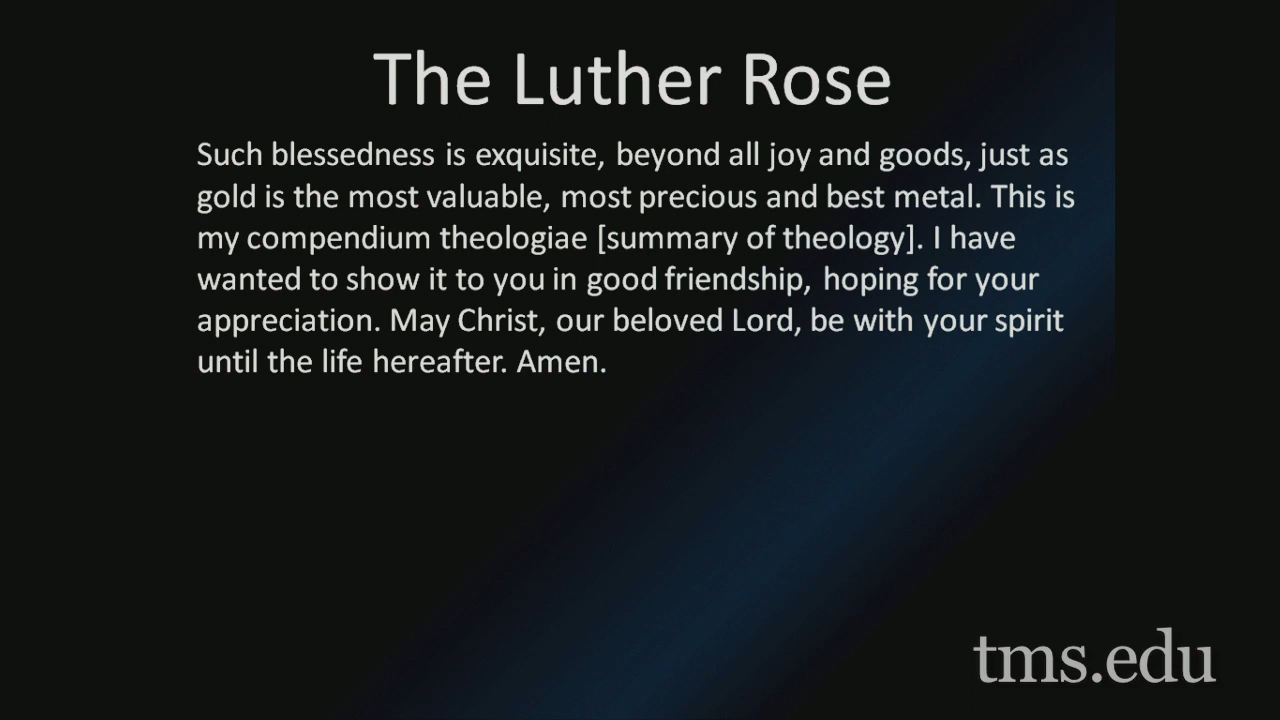 The Luther Rose
Such blessedness is exquisite, beyond all joy and goods, just as
gold is the most valuable, most precious and best metal. This is
my compendium theologiae [summary of theology]. I have
wanted to show it to you in good friendship, hoping for your
appreciation. May Christ, our beloved Lord, be with your spirit
until the life hereafter. Amen.
tms.edu